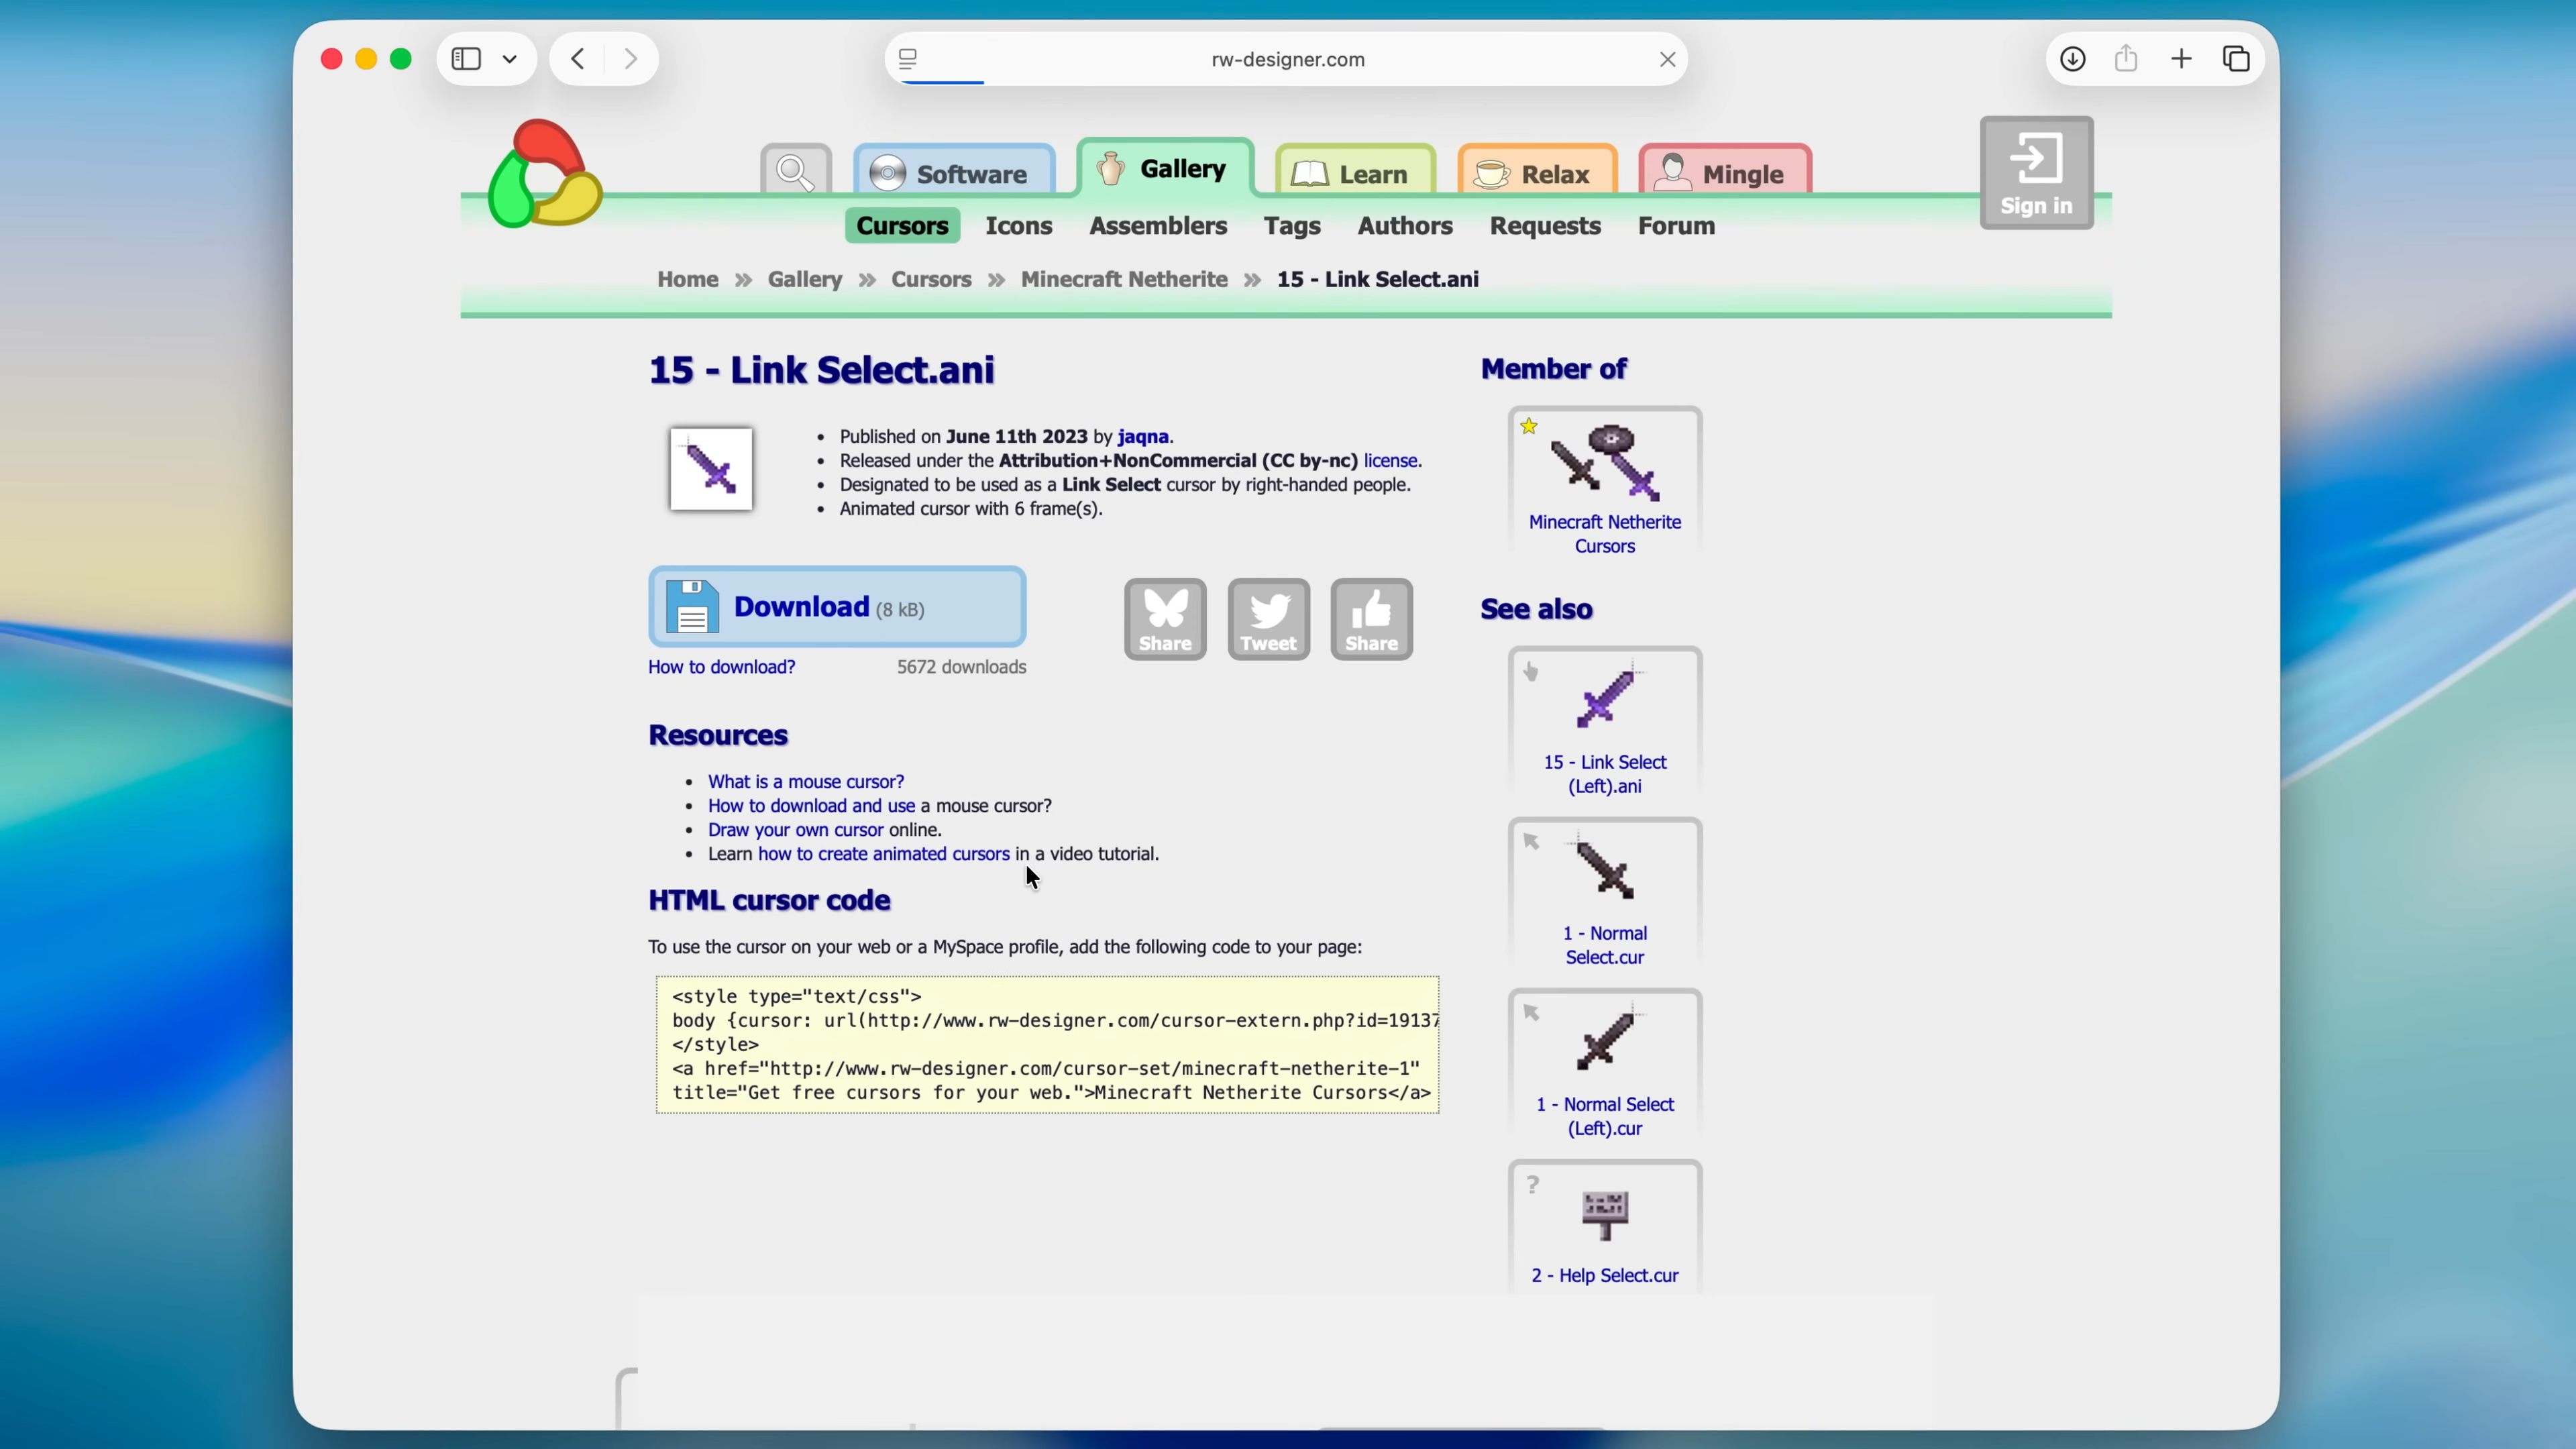 rw-designer.com
Software
Gallery
Learn
Relax
Mingle
Sign in
Cursors
Icons
Assemblers
Tags
Authors
Requests
Forum
Home » Gallery » Cursors » Minecraft Netherite » 15 - Link Select.ani
15 - Link Select.ani
Published on June 11th 2023 by jaqna.
Released under the Attribution+NonCommercial (CC by-nc) license.
Designated to be used as a Link Select cursor by right-handed people.
Animated cursor with 6 frame(s).
Download (8 kB)
How to download?
5672 downloads
Share
Tweet
Share
Resources
What is a mouse cursor?
How to download and use a mouse cursor?
Draw your own cursor online.
Learn how to create animated cursors in a video tutorial.
HTML cursor code
To use the cursor on your web or a MySpace profile, add the following code to your page:
<style type="text/css">
body {cursor: url(http://www.rw-designer.com/cursor-extern.php?id=19137
</style>
<a href="http://www.rw-designer.com/cursor-set/minecraft-netherite-1"
title="Get free cursors for your web.">Minecraft Netherite Cursors</a>
Member of
Minecraft Netherite
Cursors
See also
15 - Link Select
(Left).ani
1 - Normal
Select.cur
1 - Normal Select
(Left).cur
?
2 - Help Select.cur